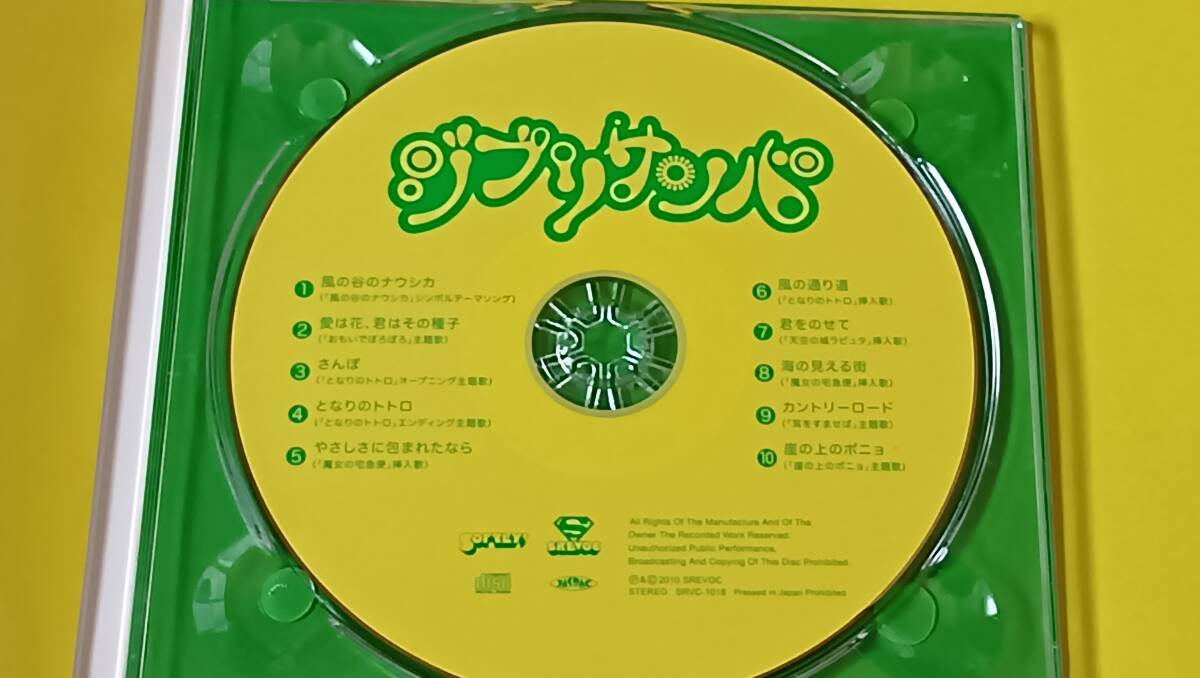 ジブリサンバ
1 風の谷のナウシカ
(「風の谷のナウシカ」シンボルテーマソング)
2 愛は花、君はその種子
(「おもいでぽろぽろ」主題歌)
3 さんぽ
(「となりのトトロ」オープニング主題歌)
4 となりのトトロ
(「となりのトトロ」エンディング主題歌)
5 やさしさに包まれたなら
(「魔女の宅急便」挿入歌)
6 風の通り道
(「となりのトトロ」挿入歌)
7 君をのせて
(「天空の城ラピュタ」挿入歌)
8 海の見える街
(「魔女の宅急便」挿入歌)
9 カントリーロード
(「耳をすませば」主題歌)
10 崖の上のポニョ
(「崖の上のポニョ」主題歌)
S
SREVOC
disc
JASRAC
All Rights Of The Manufacture And Of The
Owner The Recorded Work Reserved.
Unauthorized Public Performance,
Broadcasting And Copying Of This Disc Prohibited.
Ⓟ&Ⓒ2010 SREVOC
STEREO SRVC-1018 Pressed in Japan Prohibited